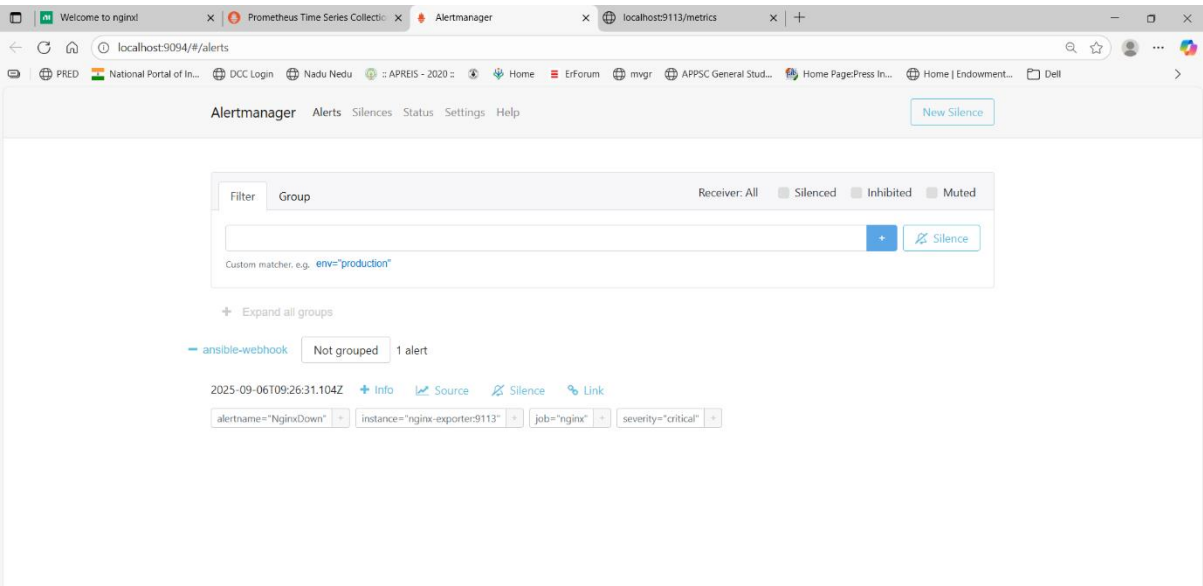 Welcome to nginx!
Prometheus Time Series Collectio
Alertmanager
localhost:9113/metrics
localhost:9094/#/alerts
PRED
National Portal of In...
DCC Login
Nadu Nedu
:: APREIS - 2020 ::
Home
ErForum
mvgr
APPSC General Stud...
Home Page:Press In...
Home | Endowment...
Dell
Alertmanager Alerts Silences Status Settings Help New Silence
Filter Group Receiver: All Silenced Inhibited Muted
+ Silence
Custom matcher, e.g. env="production"
+ Expand all groups
ansible-webhook Not grouped 1 alert
2025-09-06T09:26:31.104Z + Info Source Silence Link
alertname="NginxDown" + instance="nginx-exporter:9113" + job="nginx" + severity="critical" +